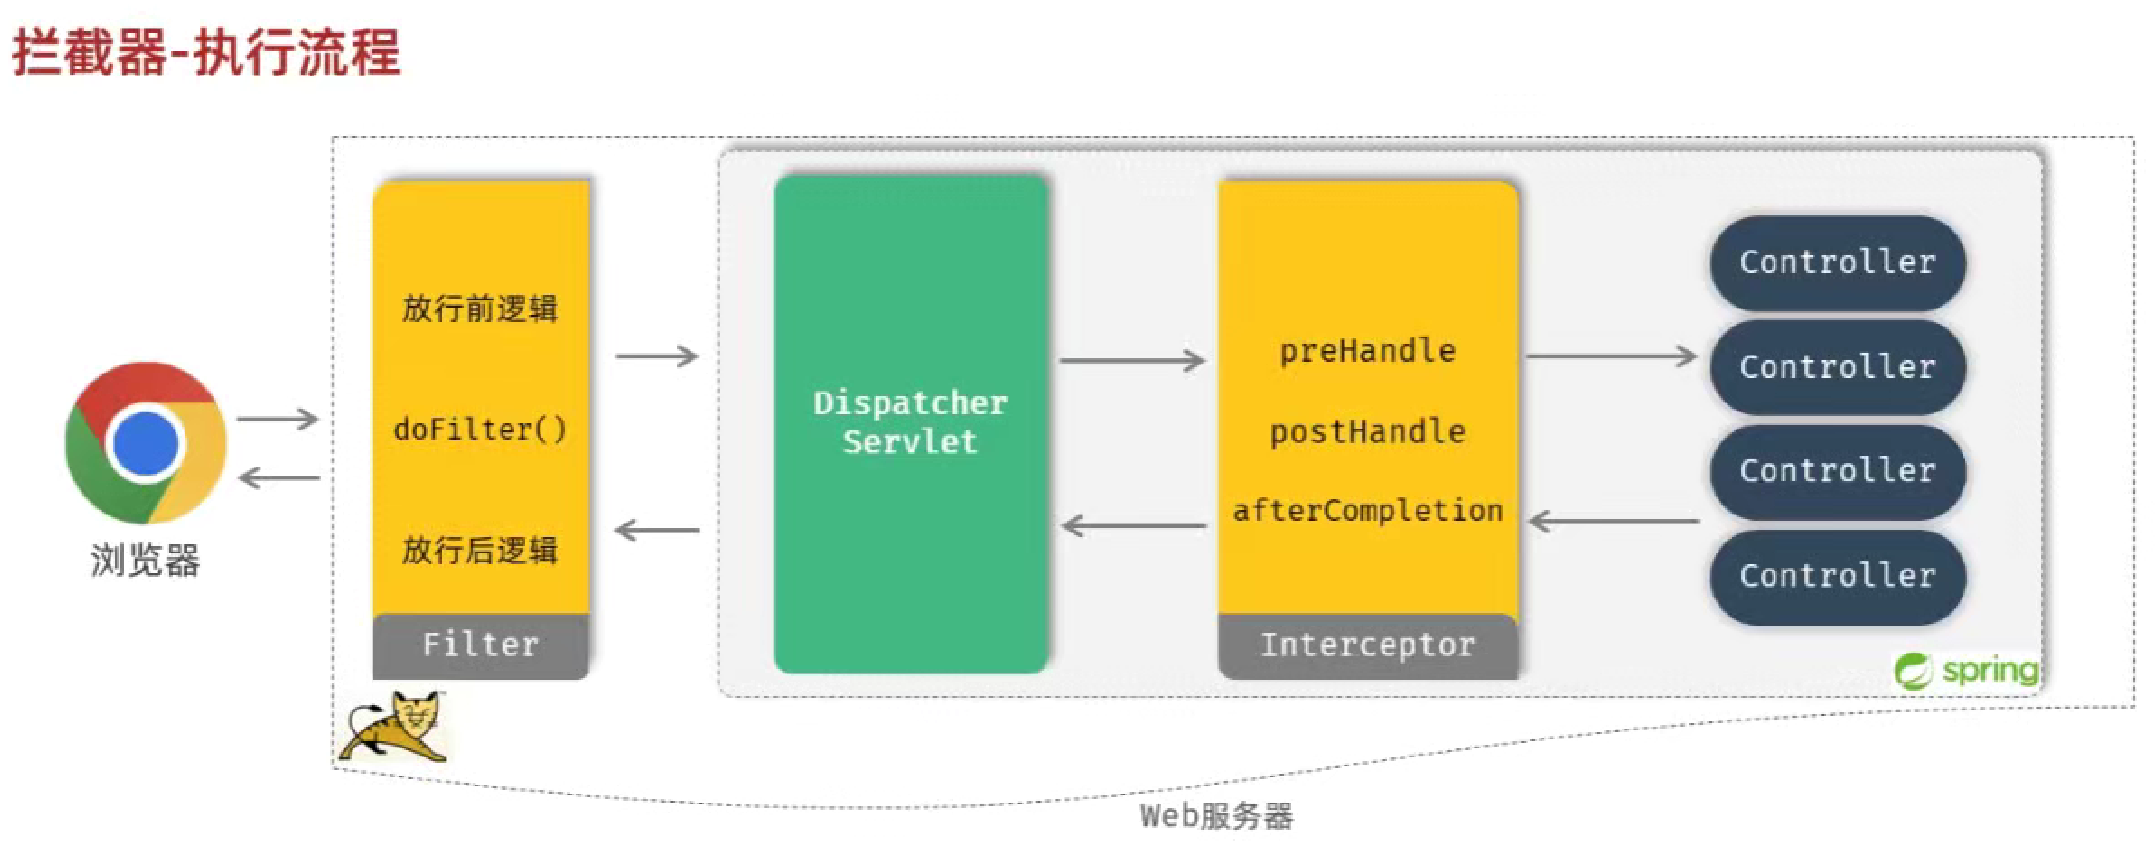 拦截器-执行流程
浏览器
放行前逻辑
doFilter()
放行后逻辑
Filter
Dispatcher
Servlet
preHandle
postHandle
afterCompletion
Interceptor
Controller
Controller
Controller
Controller
spring
Web服务器